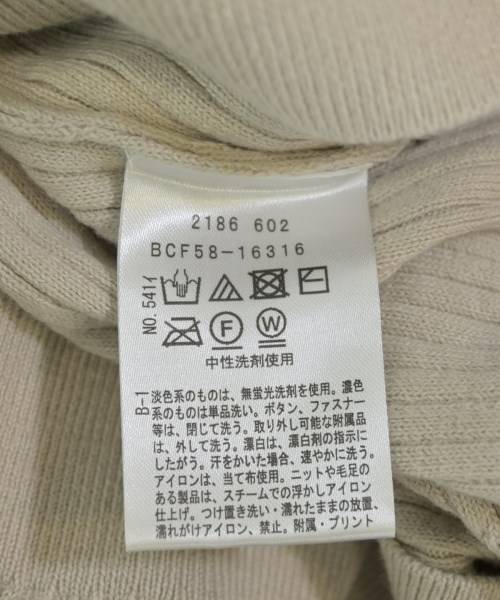 2186 602
BCF58-16316
NO.541イ
F
W
中性洗剤使用
B-1
淡色系のものは、無蛍光洗剤を使用。濃色
系のものは単品洗い。ボタン、ファスナー
等は、閉じて洗う。取り外し可能な附属品
は、外して洗う。漂白は、漂白剤の指示に
したがう。汗をかいた場合、速やかに洗う。
アイロンは、当て布使用。ニットや毛足の
ある製品は、スチームでの浮かしアイロン
仕上げ。つけ置き洗い・濡れたままの放置、
濡れがけアイロン、禁止。附属・プリント